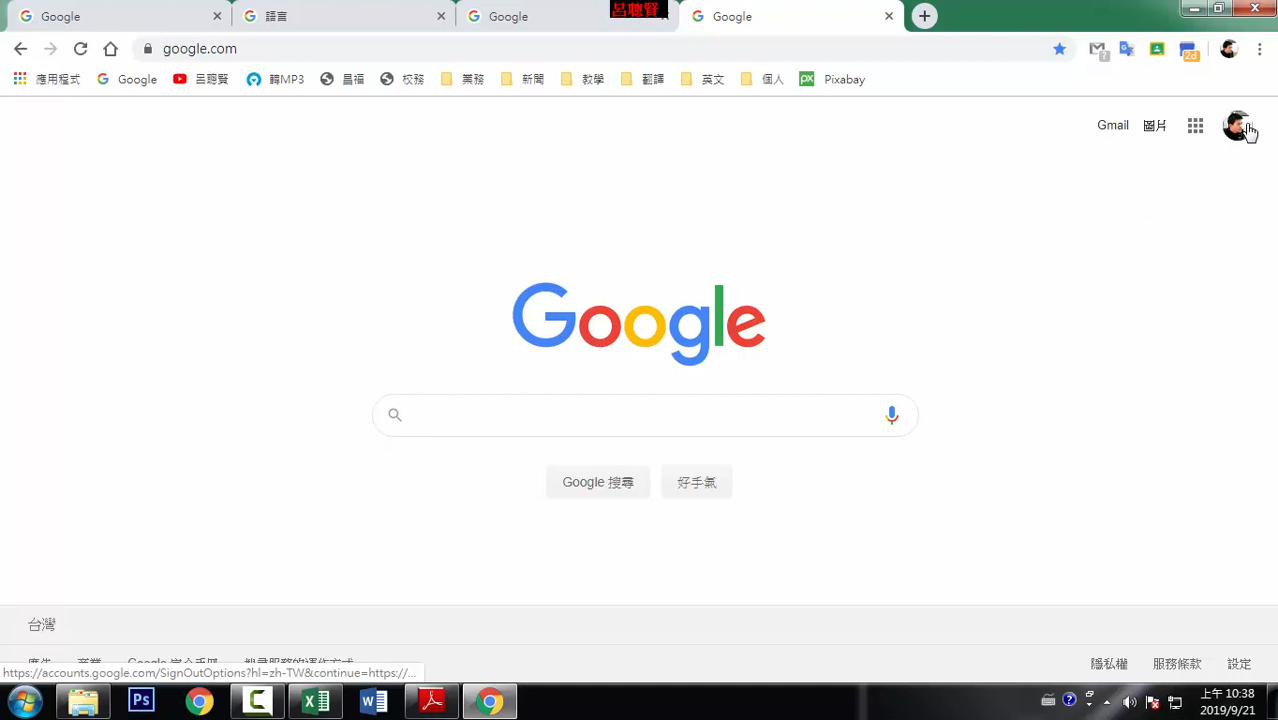 Google
語言
Google
呂聰賢
Google
google.com
2d
應用程式
Google
呂聰賢
轉MP3
昌福
校務
業務
新聞
教學
翻譯
英文
個人
px
Pixabay
Gmail
圖片
Google
Google 搜尋
好手氣
台灣
隱私權
服務條款
設定
https://accounts.google.com/SignOutOptions?hl=zh-TW&continue=https://...
Ps
上午 10:38
2019/9/21